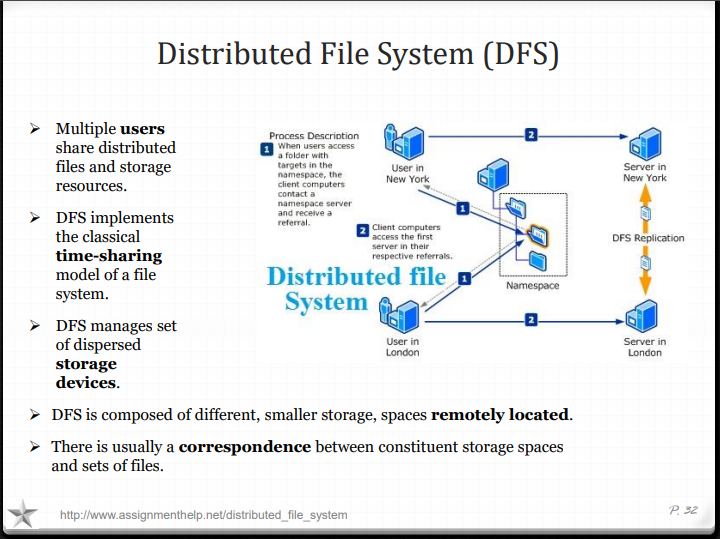 Distributed File System (DFS)
➢ Multiple users
share distributed
files and storage
resources.
➢ DFS implements
the classical
time-sharing
model of a file
system.
➢ DFS manages set
of dispersed
storage
devices.
➢ DFS is composed of different, smaller storage, spaces remotely located.
➢ There is usually a correspondence between constituent storage spaces
and sets of files.
Process Description
1 When users access
a folder with
targets in the
namespace, the
client computers
contact a
namespace server
and receive a
referral.
2 Client computers
access the first
server in their
respective referrals.
Distributed file
System
User in
New York
2
Server in
New York
1
DFS Replication
1
Namespace
User in
London
2
Server in
London
http://www.assignmenthelp.net/distributed_file_system
P. 32